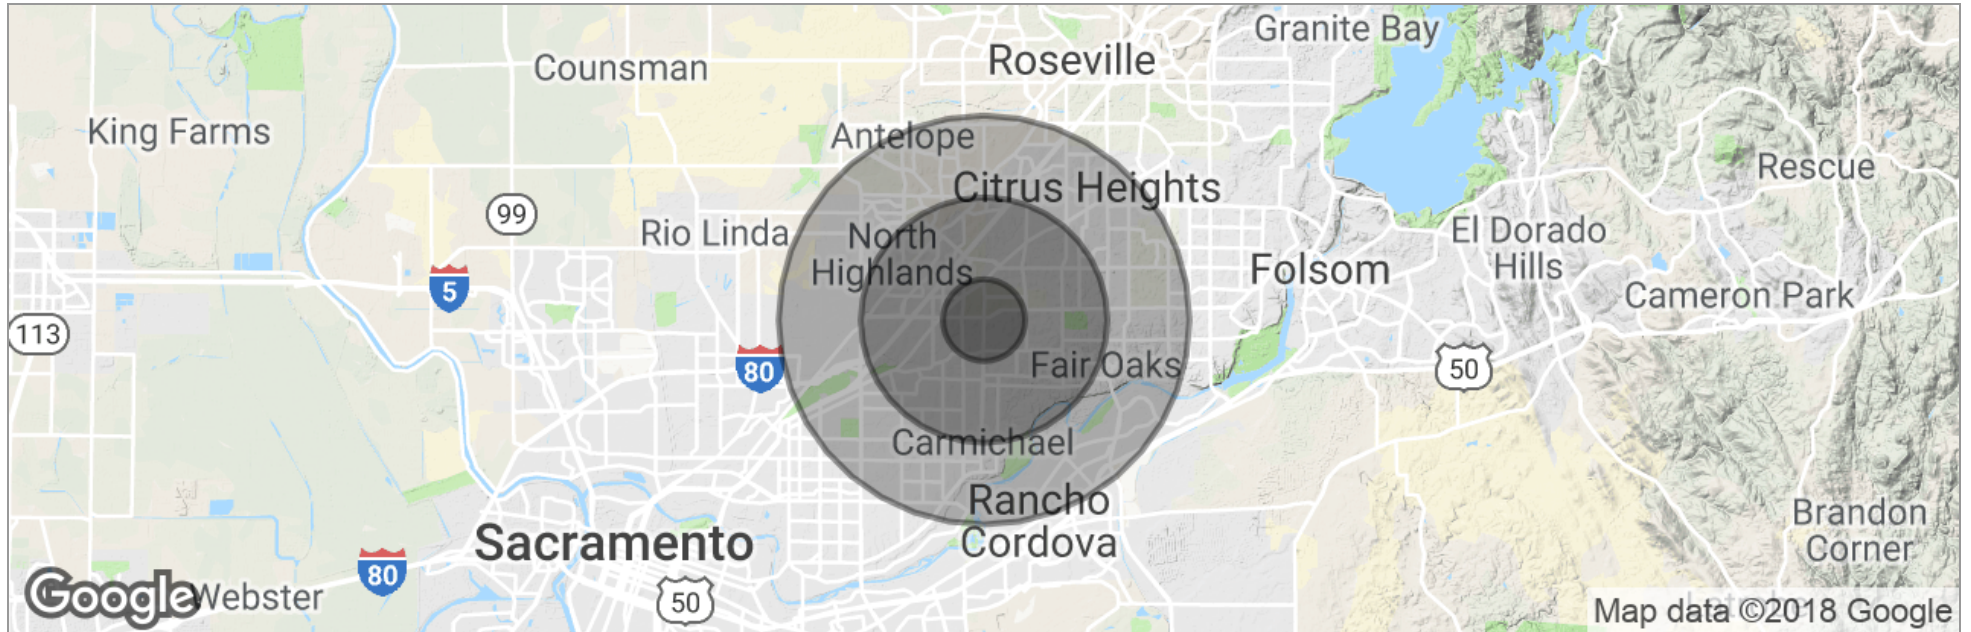 Granite Bay
Roseville
Counsman
King Farms
Antelope
Rescue
Citrus Heights
99
Rio Linda
North
Highlands
El Dorado
Hills
Folsom
5
Cameron Park
113
80
Fair Oaks
50
Carmichael
Rancho
Cordova
Sacramento
Brandon
Corner
80
Google
Webster
50
Map data ©2018 Google